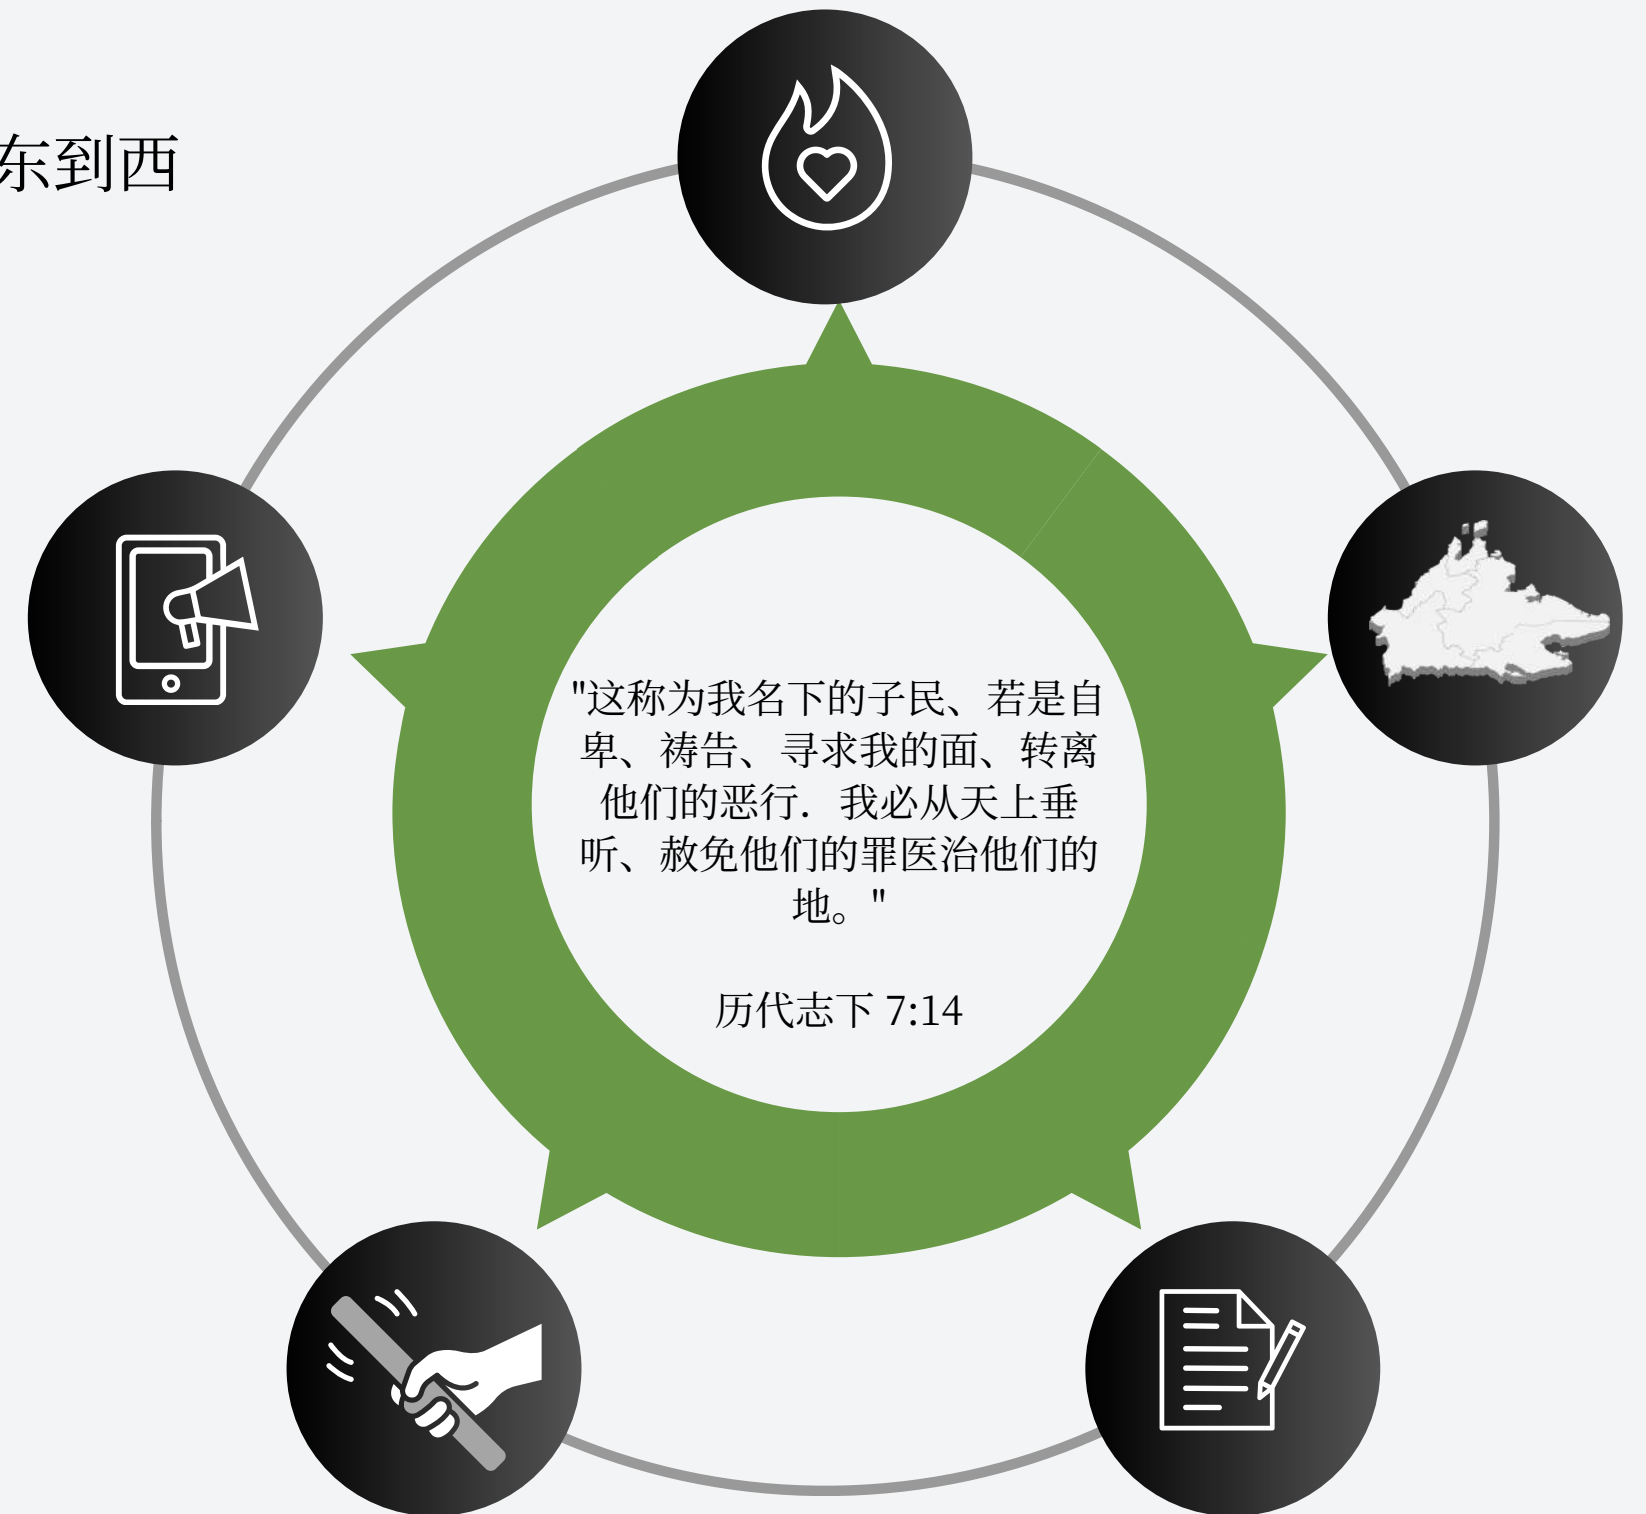 东到西
"这称为我名下的子民、若是自
卑、祷告、寻求我的面、转离
他们的恶行．我必从天上垂
听、赦免他们的罪医治他们的
地。"
历代志下 7:14